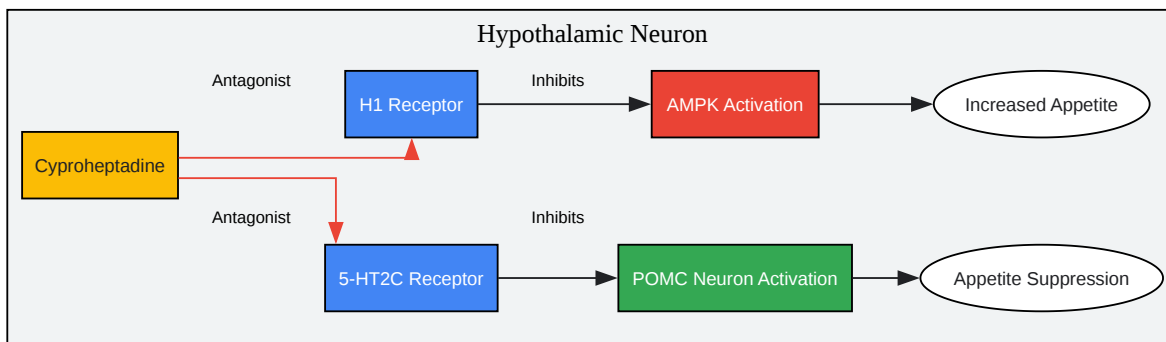 Hypothalamic Neuron
Antagonist
Inhibits
H1 Receptor
AMPK Activation
Increased Appetite
Cyproheptadine
Antagonist
Inhibits
5-HT2C Receptor
POMC Neuron Activation
Appetite Suppression